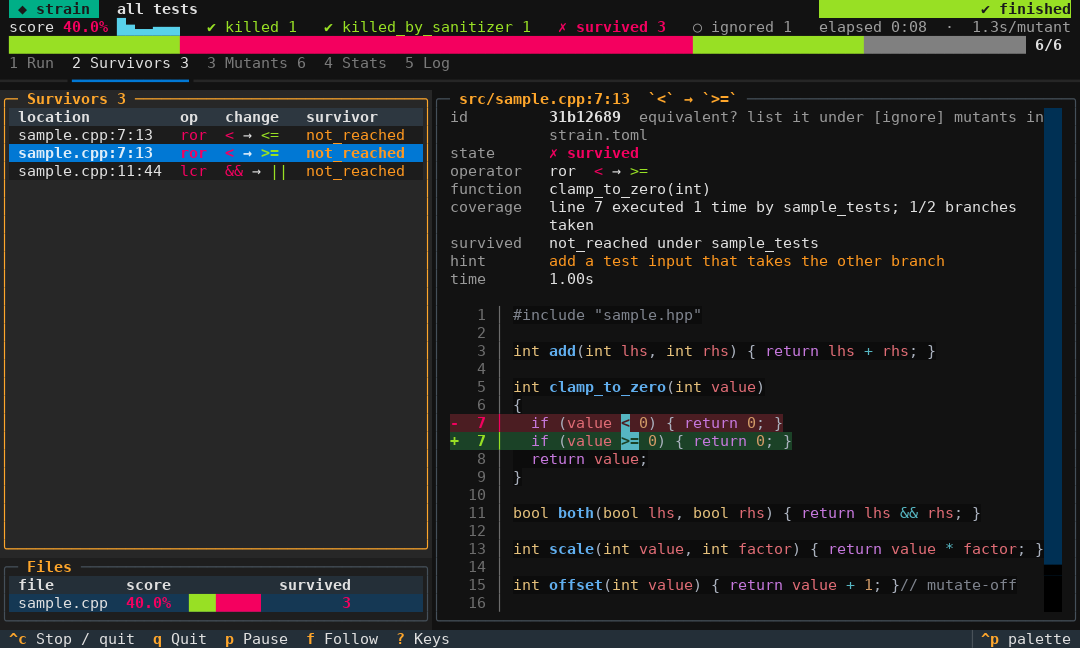 ◆ strain  all tests  ✔ finished
score 40.0%  ✔ killed 1  ✔ killed_by_sanitizer 1  ✗ survived 3  ○ ignored 1  elapsed 0:08  ·  1.3s/mutant
6/6
1 Run  2 Survivors 3  3 Mutants 6  4 Stats  5 Log
Survivors 3
location  op  change  survivor
sample.cpp:7:13  ror  < → <=  not_reached
sample.cpp:7:13  ror  < → >=  not_reached
sample.cpp:11:44  lcr  && → ||  not_reached
Files
file  score  survived
sample.cpp  40.0%  3
src/sample.cpp:7:13  `<` → `>=`
id  31b12689  equivalent? list it under [ignore] mutants in
strain.toml
state  ✗ survived
operator  ror  < → >=
function  clamp_to_zero(int)
coverage  line 7 executed 1 time by sample_tests; 1/2 branches
taken
survived  not_reached under sample_tests
hint  add a test input that takes the other branch
time  1.00s
1 │ #include "sample.hpp"
2 │
3 │ int add(int lhs, int rhs) { return lhs + rhs; }
4 │
5 │ int clamp_to_zero(int value)
6 │ {
- 7 │   if (value < 0) { return 0; }
+ 7 │   if (value >= 0) { return 0; }
8 │   return value;
9 │ }
10 │
11 │ bool both(bool lhs, bool rhs) { return lhs && rhs; }
12 │
13 │ int scale(int value, int factor) { return value * factor; }
14 │
15 │ int offset(int value) { return value + 1; }// mutate-off
16 │
^c Stop / quit  q Quit  p Pause  f Follow  ? Keys  ^p palette